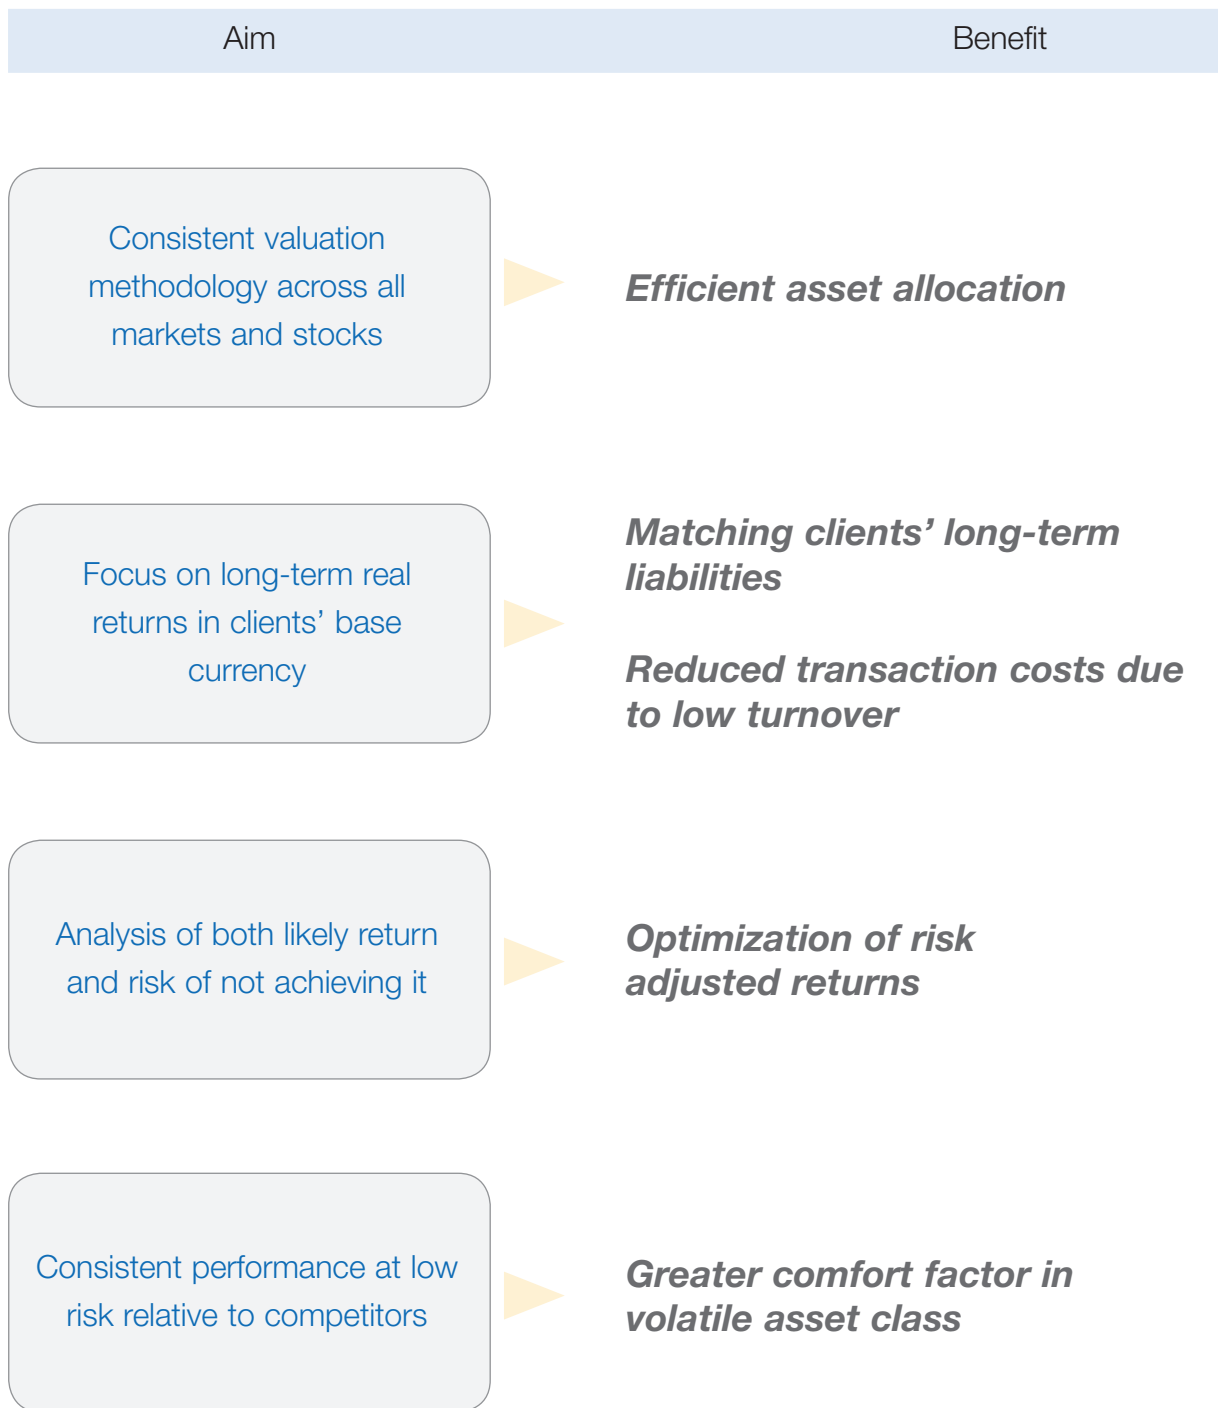 Aim
Benefit
Consistent valuation
methodology across all
markets and stocks
Efficient asset allocation
Focus on long-term real
returns in clients’ base
currency
Matching clients’ long-term
liabilities
Reduced transaction costs due
to low turnover
Analysis of both likely return
and risk of not achieving it
Optimization of risk
adjusted returns
Consistent performance at low
risk relative to competitors
Greater comfort factor in
volatile asset class